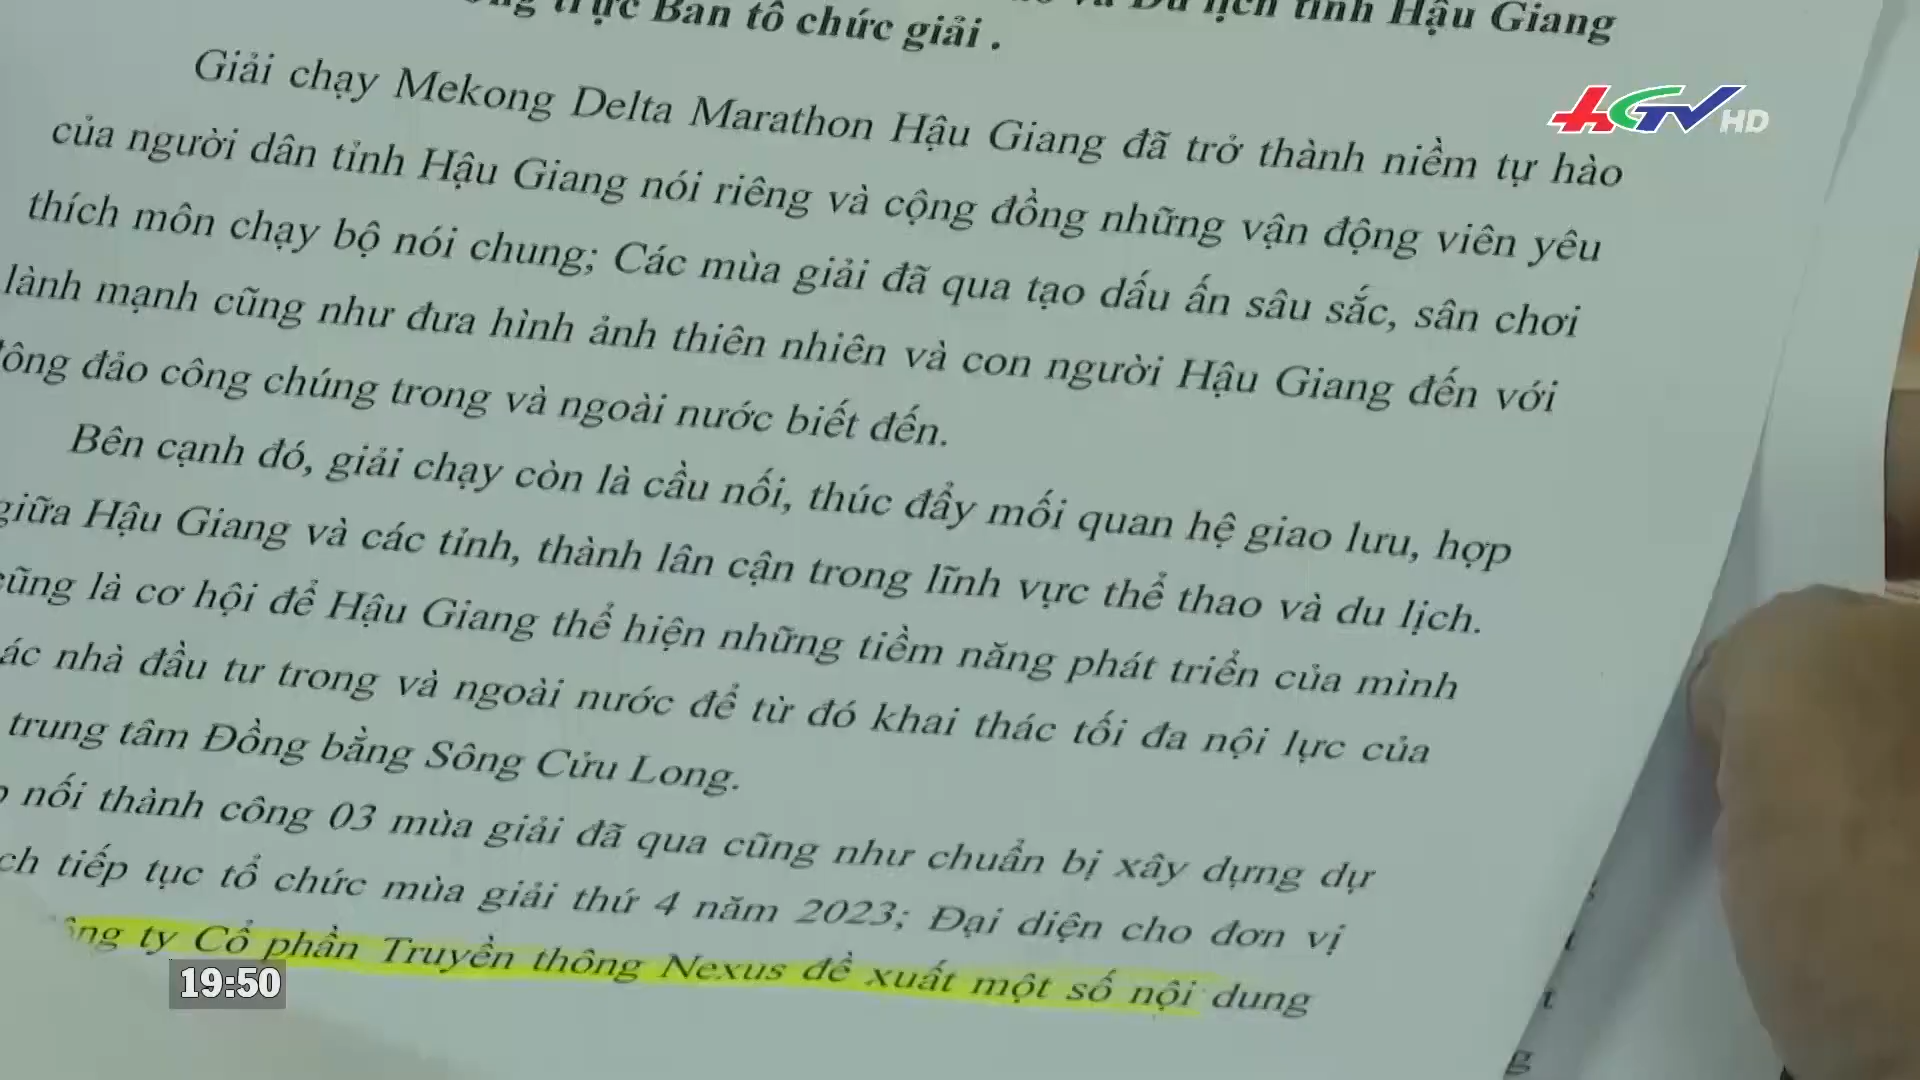 và Du lịch tỉnh Hậu Giang
trực Ban tổ chức giải .
Giải chạy Mekong Delta Marathon Hậu Giang đã trở thành niềm tự hào
của người dân tỉnh Hậu Giang nói riêng và cộng đồng những vận động viên yêu
thích môn chạy bộ nói chung; Các mùa giải đã qua tạo dấu ấn sâu sắc, sân chơi
lành mạnh cũng như đưa hình ảnh thiên nhiên và con người Hậu Giang đến với
đông đảo công chúng trong và ngoài nước biết đến.
Bên cạnh đó, giải chạy còn là cầu nối, thúc đẩy mối quan hệ giao lưu, hợp
giữa Hậu Giang và các tỉnh, thành lân cận trong lĩnh vực thể thao và du lịch.
cũng là cơ hội để Hậu Giang thể hiện những tiềm năng phát triển của mình
ác nhà đầu tư trong và ngoài nước để từ đó khai thác tối đa nội lực của
trung tâm Đồng bằng Sông Cửu Long.
nối thành công 03 mùa giải đã qua cũng như chuẩn bị xây dựng dự
ch tiếp tục tổ chức mùa giải thứ 4 năm 2023; Đại diện cho đơn vị
ông ty Cổ phần Truyền thông Nexus đề xuất một số nội dung
HGTV HD
19:50